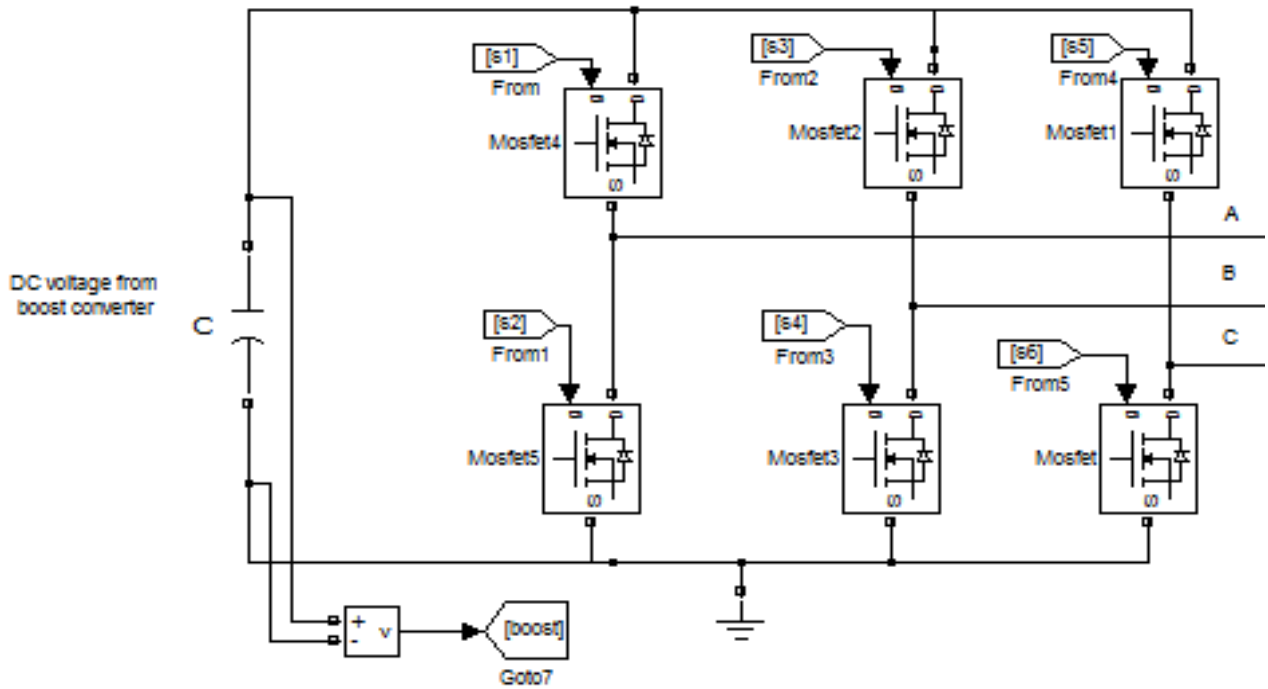 [s1]
From
g
D
Mosfet4
S
[s3]
From2
g
D
Mosfet2
S
[s5]
From4
g
D
Mosfet1
S
A
B
C
DC voltage from
boost converter
C
[s2]
From1
g
D
Mosfet5
S
[s4]
From3
g
D
Mosfet3
S
[s6]
From5
g
D
Mosfet
S
+
-
v
[boost]
Goto7